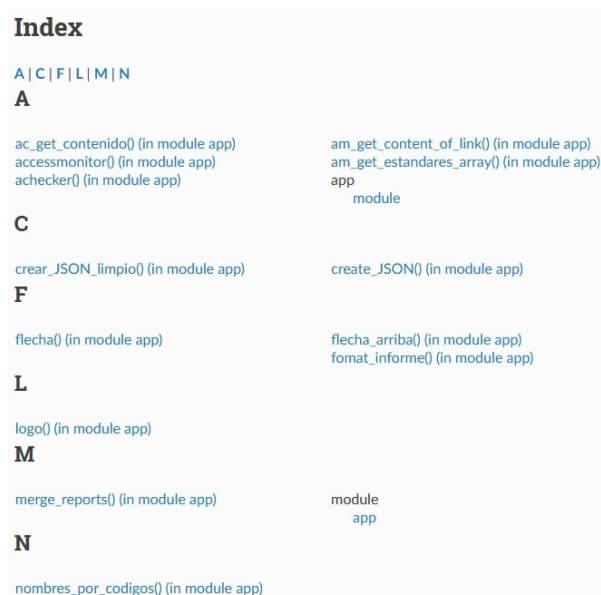 Index
A | C | F | L | M | N
A
ac_get_contenido() (in module app)
accessmonitor() (in module app)
achecker() (in module app)
am_get_content_of_link() (in module app)
am_get_estandares_array() (in module app)
app
module
C
crear_JSON_limpio() (in module app)
create_JSON() (in module app)
F
flecha() (in module app)
flecha_arriba() (in module app)
fomat_informe() (in module app)
L
logo() (in module app)
M
merge_reports() (in module app)
module
app
N
nombres_por_codigos() (in module app)